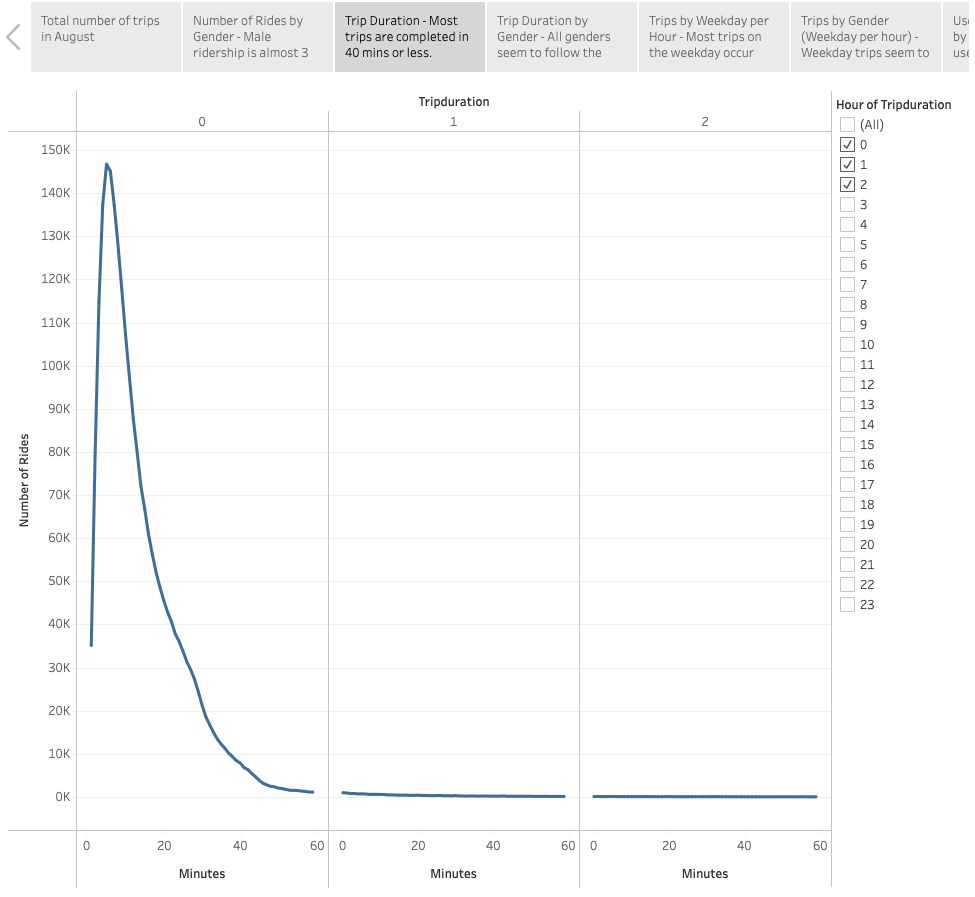 Total number of trips
in August
Number of Rides by
Gender - Male
ridership is almost 3
Trip Duration - Most
trips are completed in
40 mins or less.
Trip Duration by
Gender - All genders
seem to follow the
Trips by Weekday per
Hour - Most trips on
the weekday occur
Trips by Gender
(Weekday per hour) -
Weekday trips seem to
by
Tripduration
0
1
2
150K
140K
130K
120K
110K
100K
90K
80K
70K
60K
50K
40K
30K
20K
10K
0K
Number of Rides
0 20 40 60
0 20 40 60
0 20 40 60
Minutes
Minutes
Minutes
Hour of Tripduration
(All)
0
1
2
3
4
5
6
7
8
9
10
11
12
13
14
15
16
17
18
19
20
21
22
23